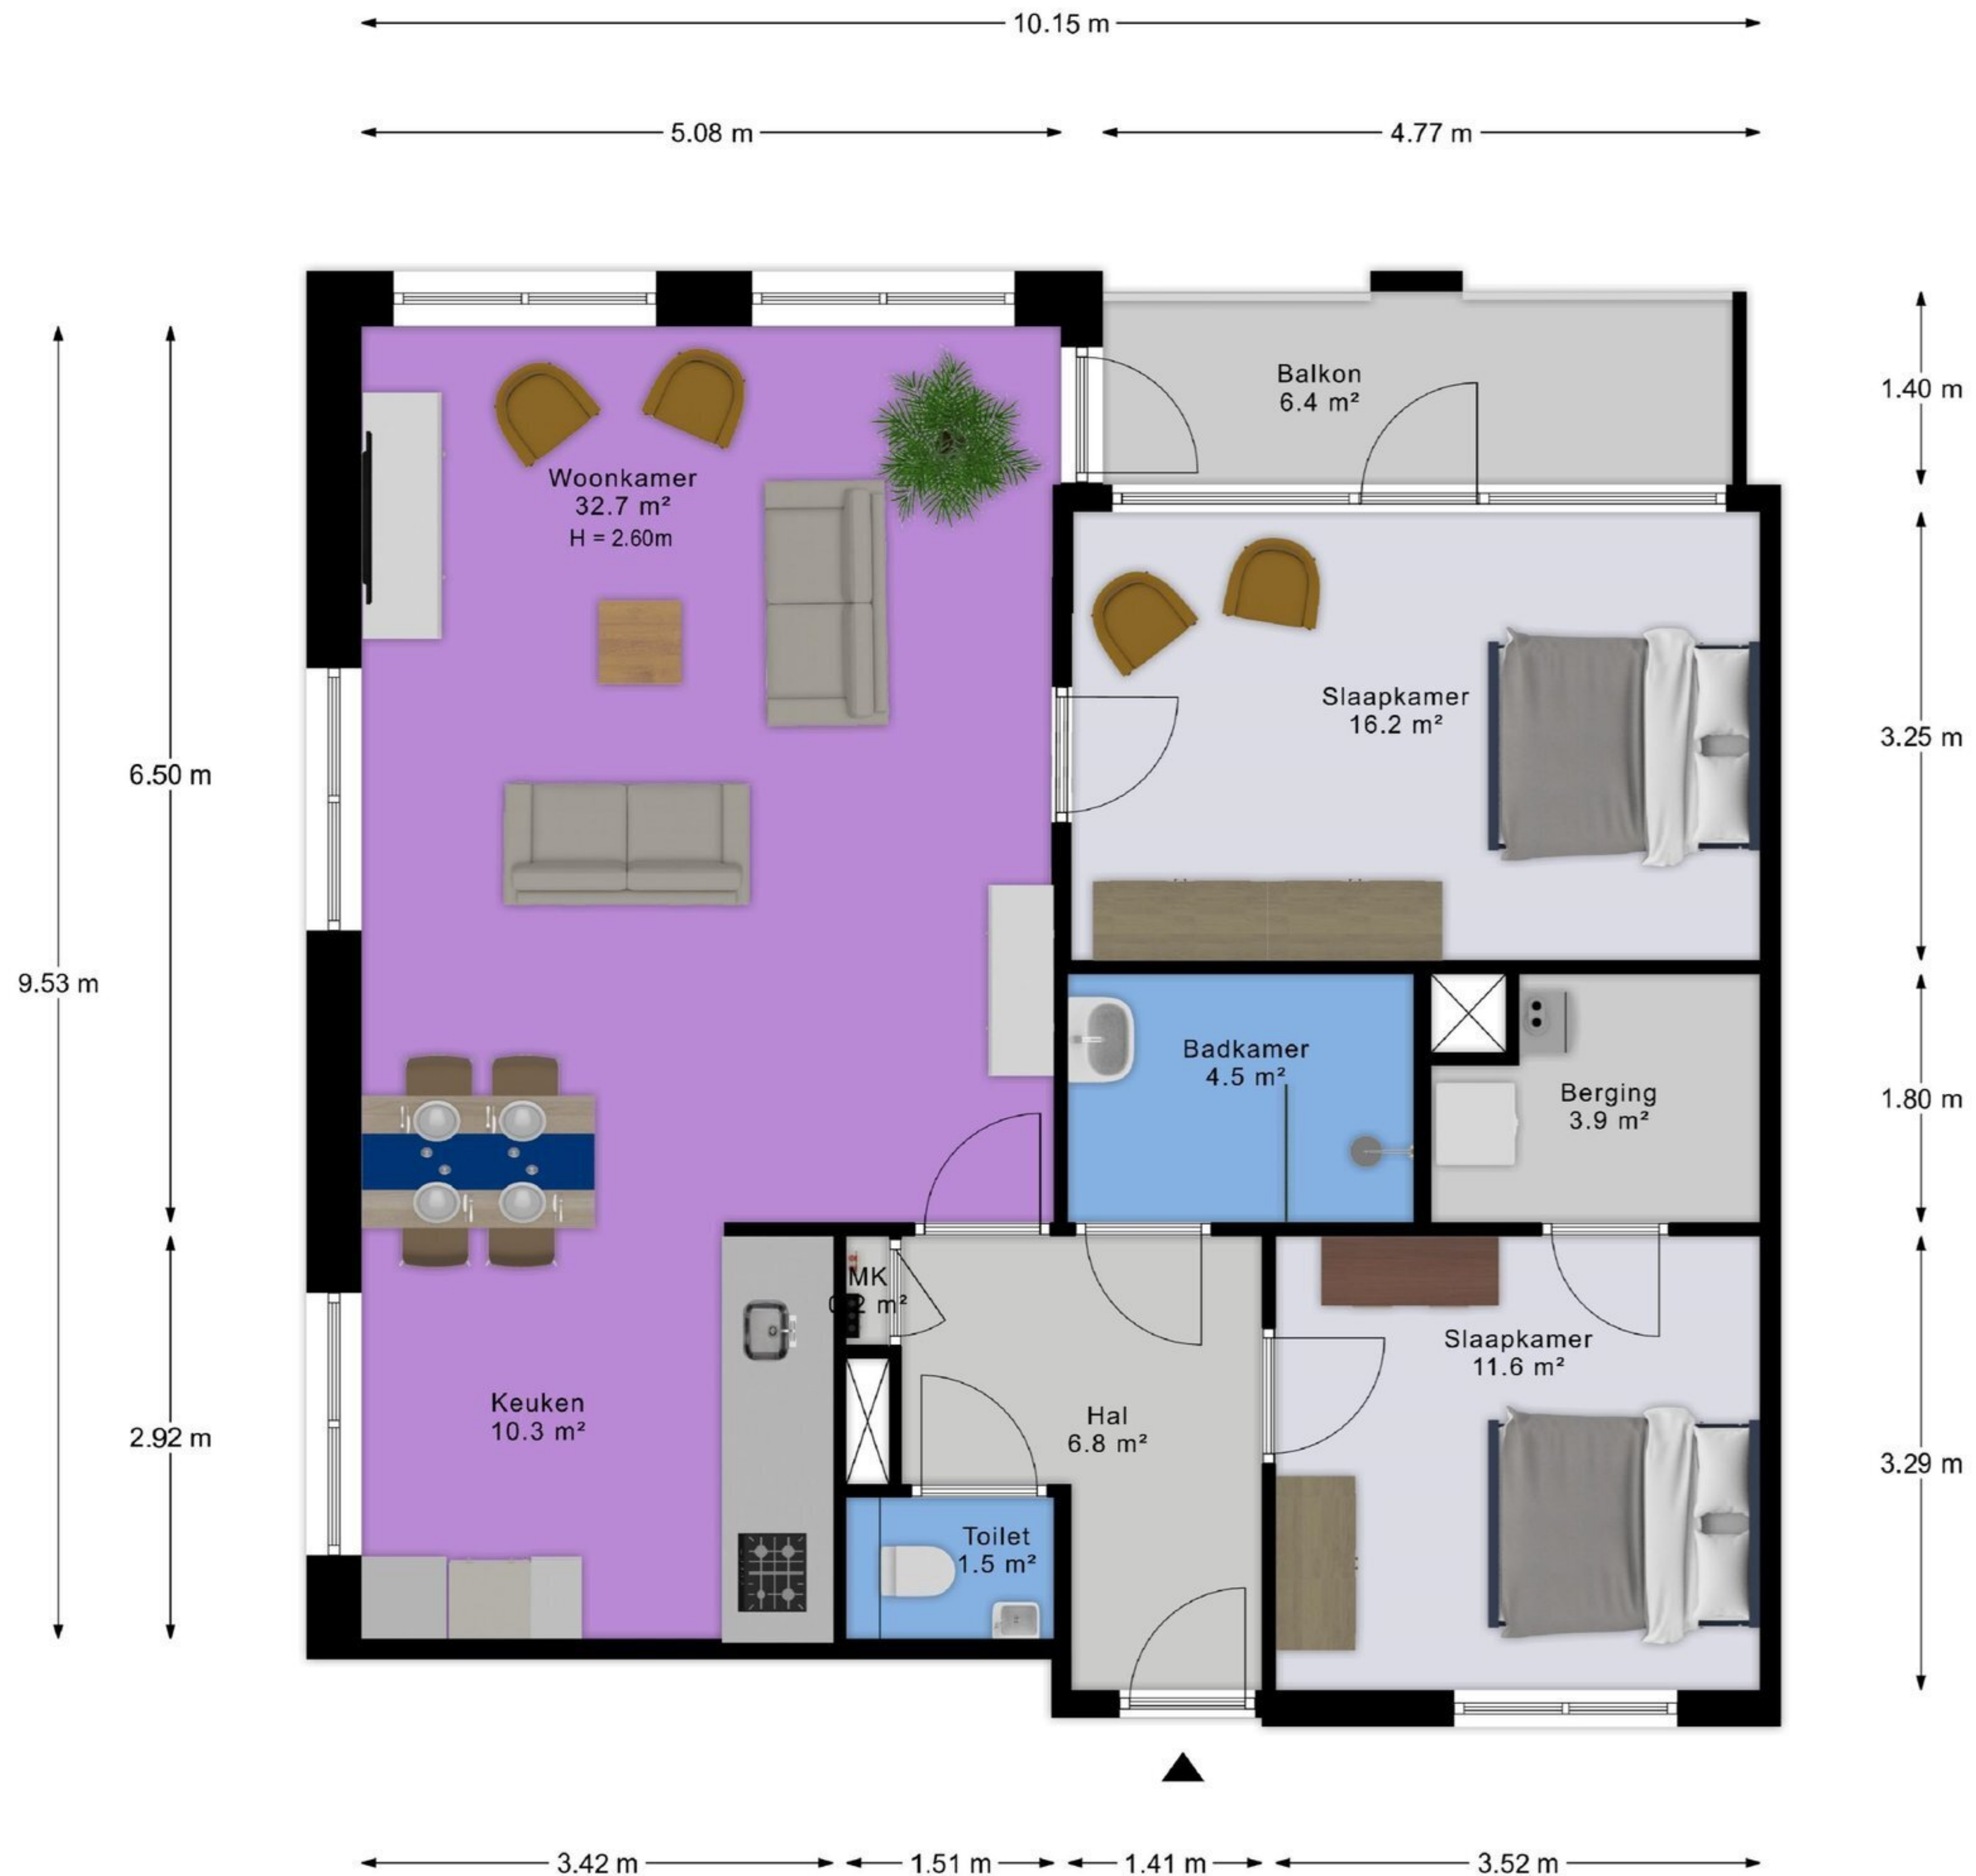 10.15 m
5.08 m
4.77 m
Balkon
6.4 m²
1.40 m
Woonkamer
32.7 m²
H = 2.60m
Slaapkamer
16.2 m²
3.25 m
6.50 m
9.53 m
Badkamer
4.5 m²
Berging
3.9 m²
1.80 m
MK
0.2 m²
Slaapkamer
11.6 m²
Keuken
10.3 m²
Hal
6.8 m²
2.92 m
3.29 m
Toilet
1.5 m²
3.42 m
1.51 m
1.41 m
3.52 m